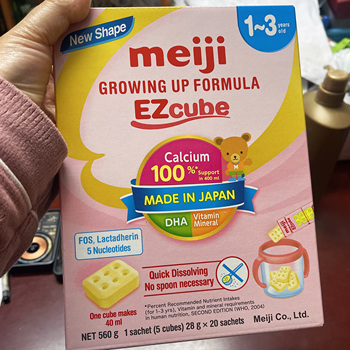 New Shape
1~3 years old
meiji
GROWING UP FORMULA
EZcube
Calcium
100%* Support
in 400 ml
MADE IN JAPAN
DHA
Vitamin
Mineral
FOS, Lactadherin
5 Nucleotides
meiji
Quick Dissolving
No spoon necessary
One cube makes
40 ml
*Percent Recommended Nutrient Intakes
(for 1-3 yrs), Vitamin and mineral requirements
in human nutrition, SECOND EDITION (WHO, 2004)
NET 560 g 1 sachet (5 cubes) 28 g × 20 sachets
Meiji Co., Ltd.